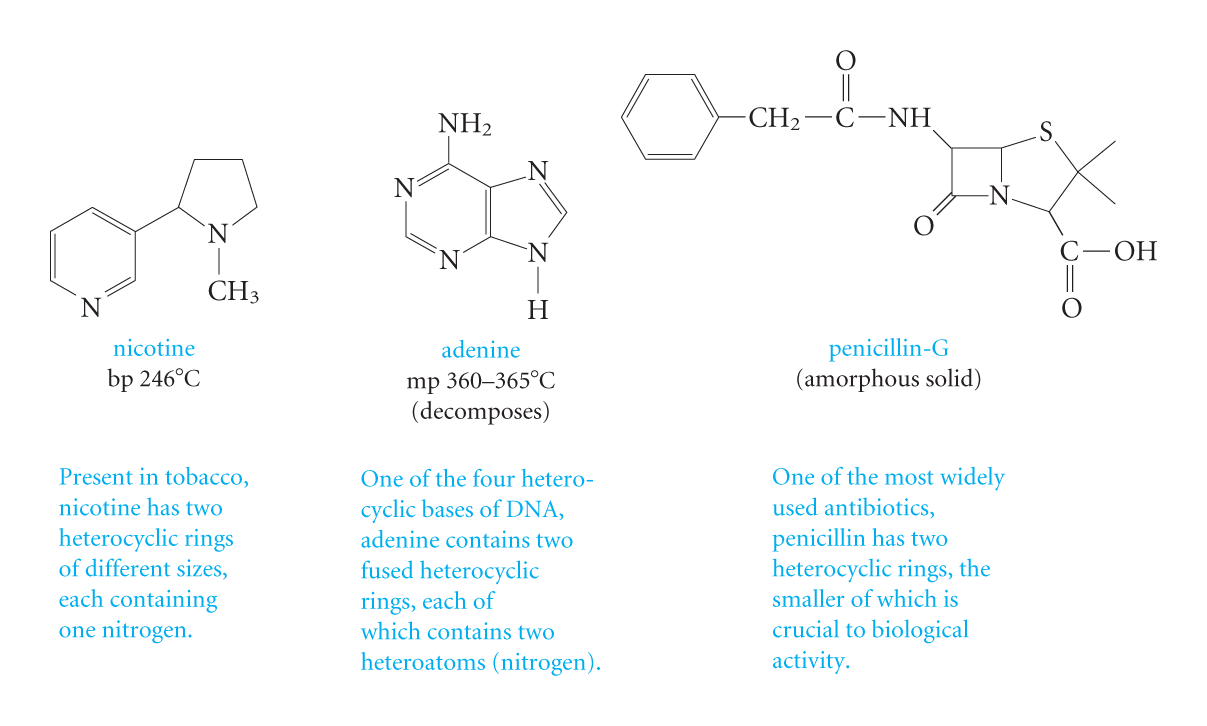 NH₂
N
N
N
N
H
N
N
CH₃
O
CH₂
C
NH
S
N
O
C
OH
O
nicotine
bp 246°C
adenine
mp 360–365°C
(decomposes)
penicillin-G
(amorphous solid)
Present in tobacco,
nicotine has two
heterocyclic rings
of different sizes,
each containing
one nitrogen.
One of the four hetero-
cyclic bases of DNA,
adenine contains two
fused heterocyclic
rings, each of
which contains two
heteroatoms (nitrogen).
One of the most widely
used antibiotics,
penicillin has two
heterocyclic rings, the
smaller of which is
crucial to biological
activity.